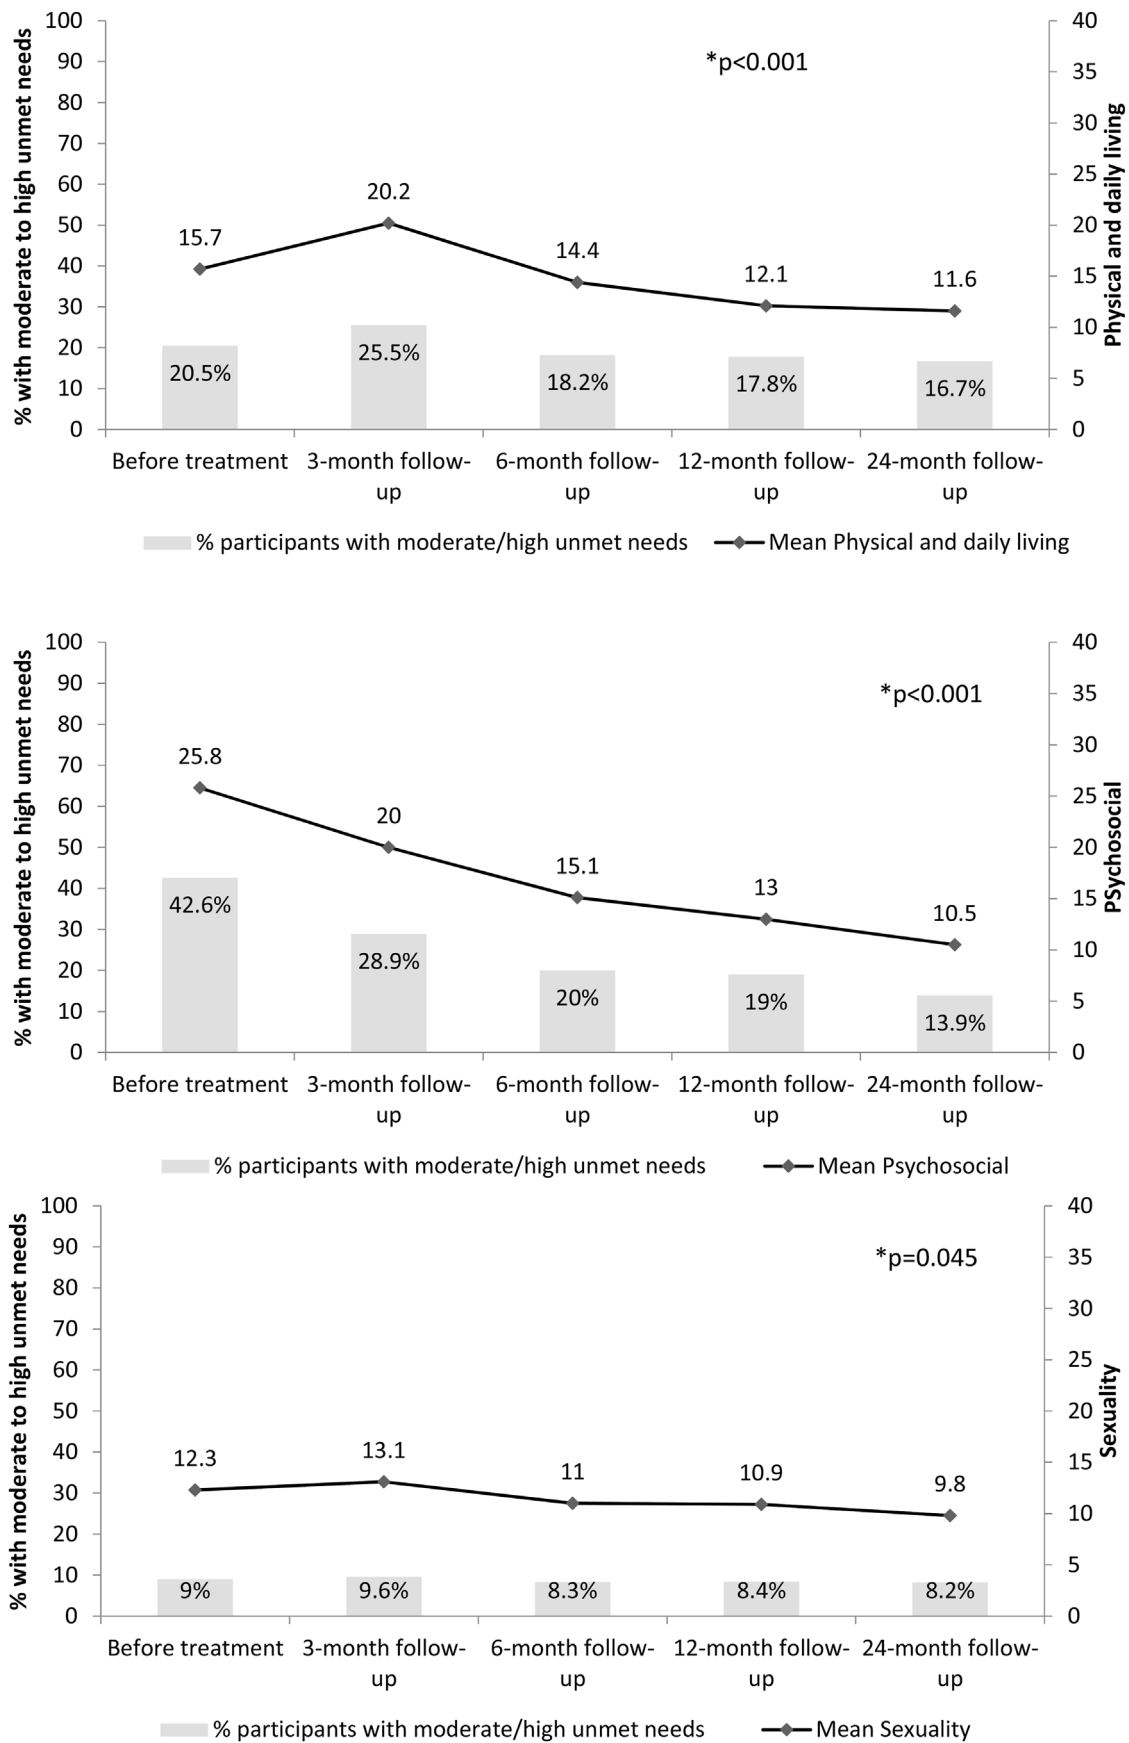 % with moderate to high unmet needs
100
90
80
70
60
50
40
30
20
10
0
*p<0.001
15.7
20.2
14.4
12.1
11.6
20.5%
25.5%
18.2%
17.8%
16.7%
40
35
30
25
20
15
10
5
0
Physical and daily living
Before treatment
3-month follow-
up
6-month follow-
up
12-month follow-
up
24-month follow-
up
% participants with moderate/high unmet needs
Mean Physical and daily living
% with moderate to high unmet needs
100
90
80
70
60
50
40
30
20
10
0
*p<0.001
25.8
20
15.1
13
10.5
42.6%
28.9%
20%
19%
13.9%
40
35
30
25
20
15
10
5
0
PSychosocial
Before treatment
3-month follow-
up
6-month follow-
up
12-month follow-
up
24-month follow-
up
% participants with moderate/high unmet needs
Mean Psychosocial
% with moderate to high unmet needs
100
90
80
70
60
50
40
30
20
10
0
*p=0.045
12.3
13.1
11
10.9
9.8
9%
9.6%
8.3%
8.4%
8.2%
40
35
30
25
20
15
10
5
0
Sexuality
Before treatment
3-month follow-
up
6-month follow-
up
12-month follow-
up
24-month follow-
up
% participants with moderate/high unmet needs
Mean Sexuality